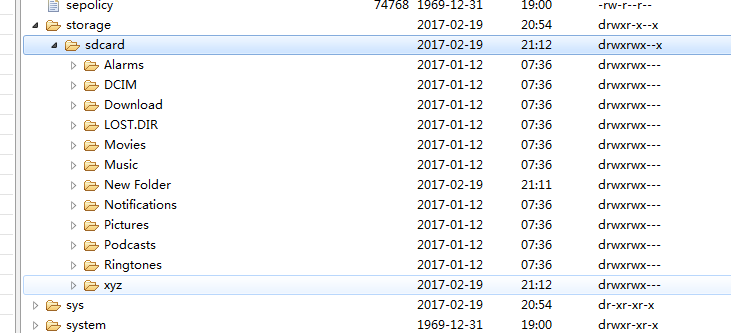 sepolicy 74768 1969-12-31 19:00 -rw-r--r--
storage 2017-02-19 20:54 drwxr-x--x
sdcard 2017-02-19 21:12 drwxrwx--x
Alarms 2017-01-12 07:36 drwxrwx---
DCIM 2017-01-12 07:36 drwxrwx---
Download 2017-01-12 07:36 drwxrwx---
LOST.DIR 2017-01-12 07:36 drwxrwx---
Movies 2017-01-12 07:36 drwxrwx---
Music 2017-01-12 07:36 drwxrwx---
New Folder 2017-02-19 21:11 drwxrwx---
Notifications 2017-01-12 07:36 drwxrwx---
Pictures 2017-01-12 07:36 drwxrwx---
Podcasts 2017-01-12 07:36 drwxrwx---
Ringtones 2017-01-12 07:36 drwxrwx---
xyz 2017-02-19 21:12 drwxrwx---
sys 2017-02-19 20:54 dr-xr-xr-x
system 1969-12-31 19:00 drwxr-xr-x